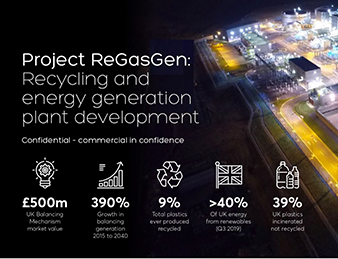 Project ReGasGen:
Recycling and
energy generation
plant development
Confidential - commercial in confidence
£500m
UK Balancing
Mechanism
market value
390%
Growth in
balancing
generation
2015 to 2040
9%
Total plastics
ever produced
recycled
>40%
Of UK energy
from renewables
(Q3 2019)
39%
UK plastics
incinerated
not recycled